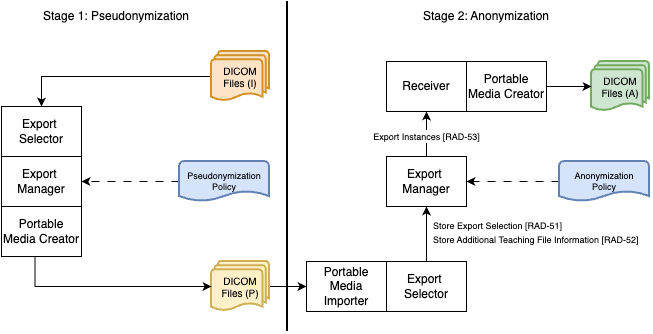 Stage 1: Pseudonymization
Stage 2: Anonymization
DICOM
Files (I)
Export
Selector
Export
Manager
Portable
Media Creator
Pseudonymization
Policy
DICOM
Files (P)
Receiver
Portable
Media Creator
DICOM
Files (A)
Export Instances [RAD-53]
Export
Manager
Anonymization
Policy
Store Export Selection [RAD-51]
Store Additional Teaching File Information [RAD-52]
Portable
Media
Importer
Export
Selector